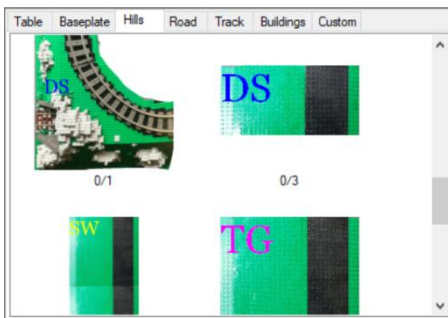 Table Baseplate Hills Road Track Buildings Custom
DS DS
0/1 0/3
SW TG